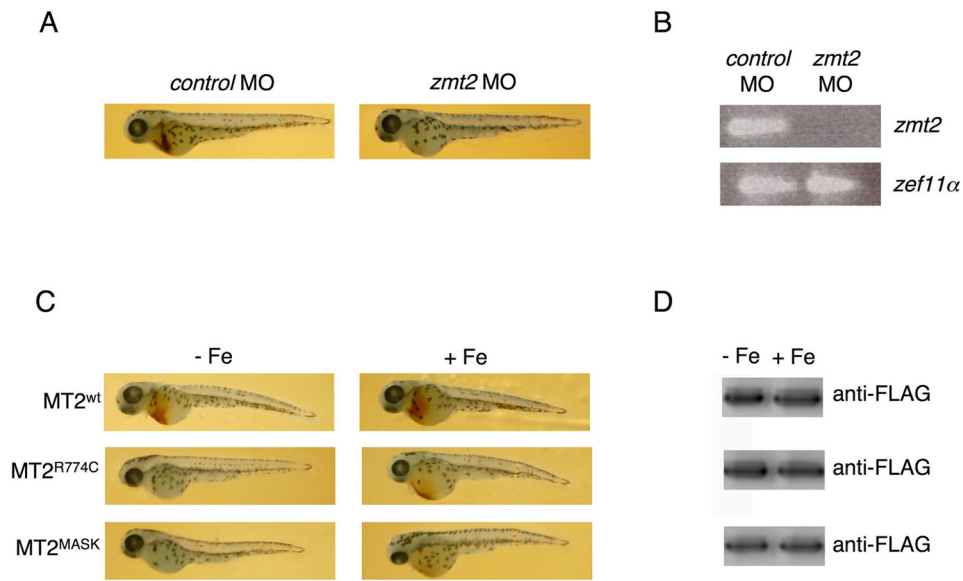 A
B
control MO
zmt2 MO
control MO
zmt2 MO
zmt2
zef11α
C
D
- Fe
+ Fe
- Fe + Fe
MT2wt
anti-FLAG
MT2R774C
anti-FLAG
MT2MASK
anti-FLAG